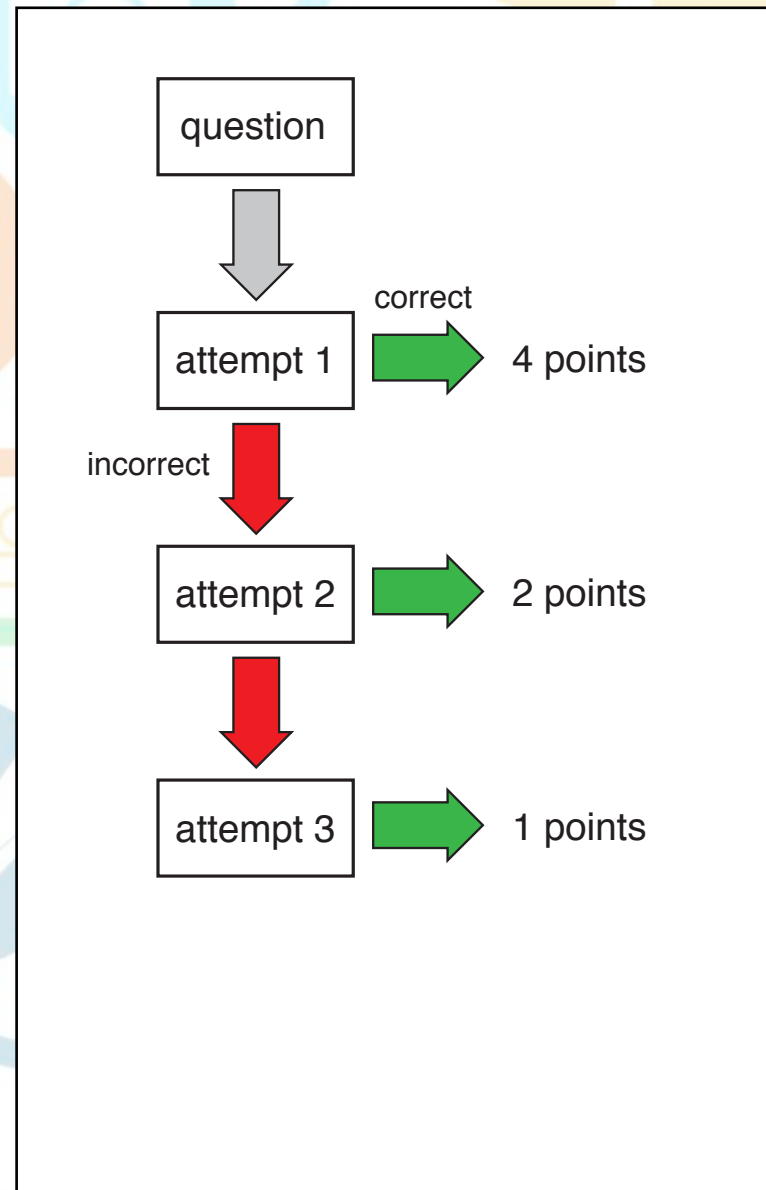 question
correct
attempt 1
4 points
incorrect
attempt 2
2 points
attempt 3
1 points